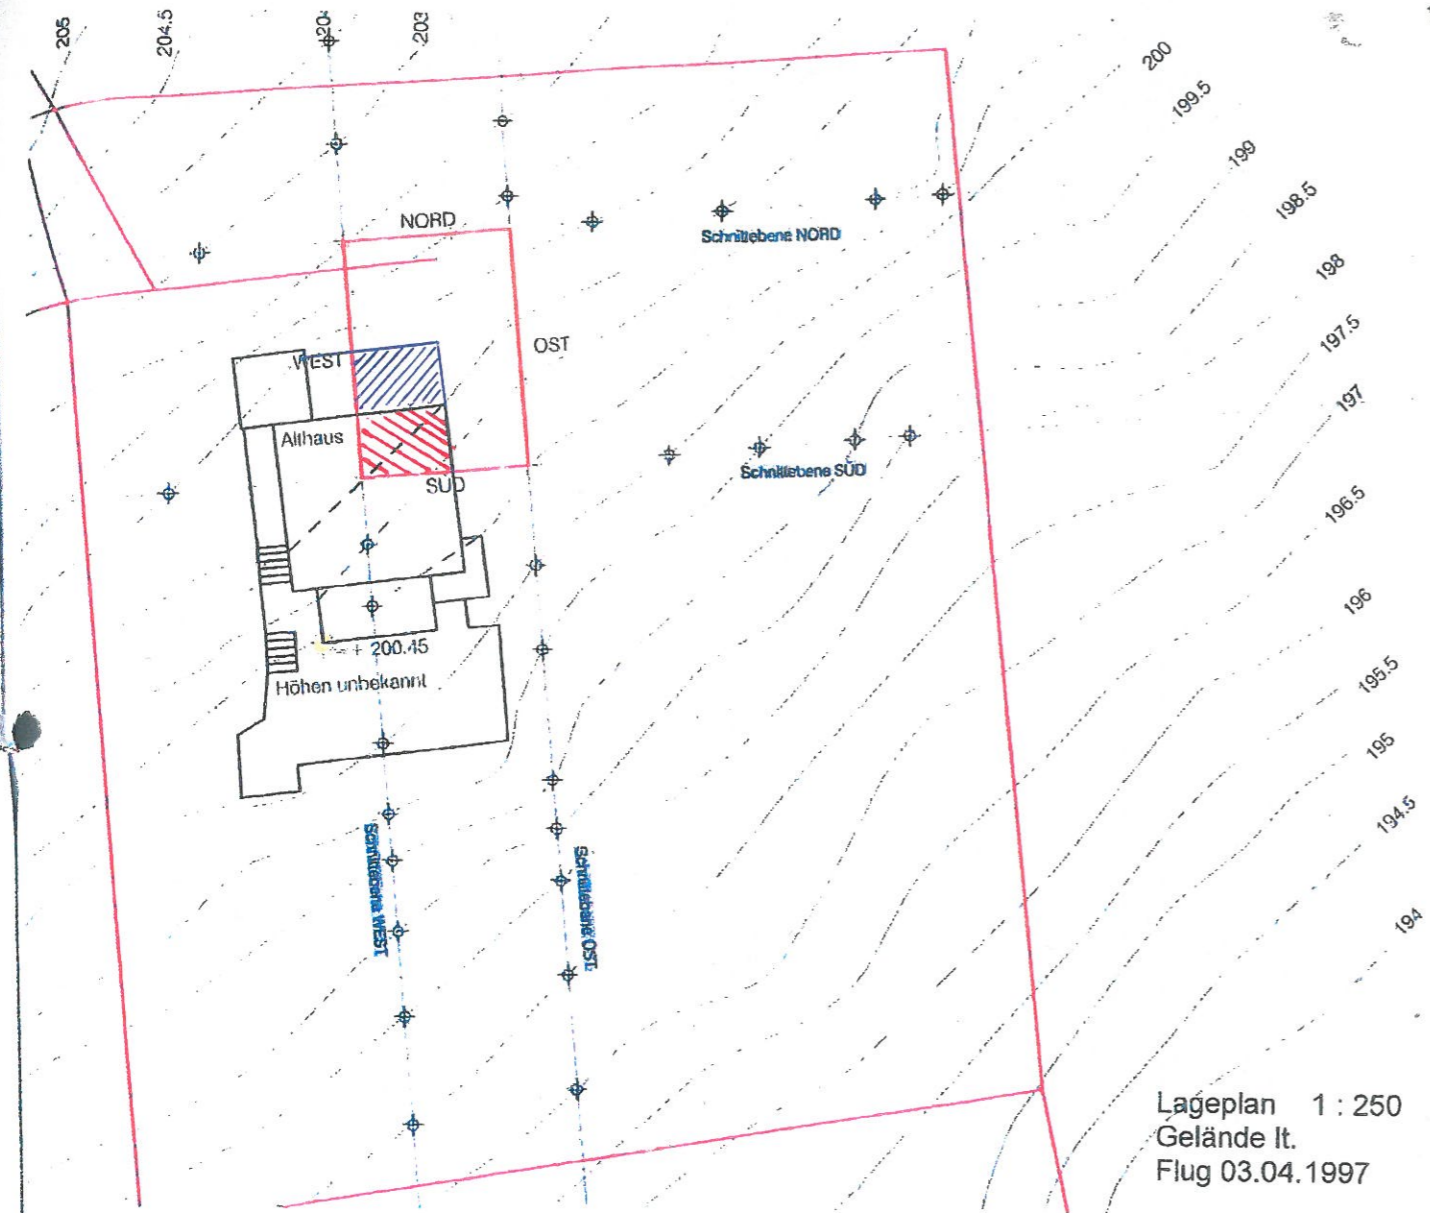 205
204.5
204
203
200
199.5
199
198.5
198
197.5
197
196.5
196
195.5
195
194.5
194
NORD
Schnittebene NORD
WEST
OST
Althaus
SÜD
Schnittebene SÜD
+ 200.45
Höhen unbekannt
Schnittebene WEST
Schnittebene OST
Lageplan 1 : 250
Gelände lt.
Flug 03.04.1997